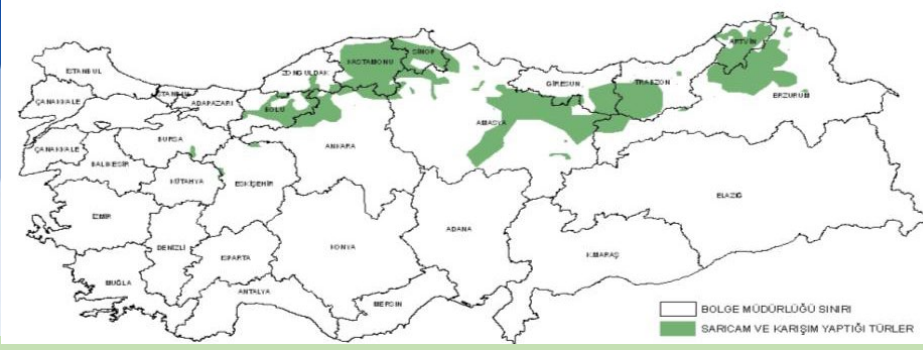 SİNOP
KASTAMONU
ARTVİN
İSTANBUL
ZONGULDAK
GİRESUN
TRABZON
ÇANAKKALE
İSTANBUL
ADAPAZARI
BOLU
ERZURUM
AMASYA
BURSA
ANKARA
ÇANAKKALE
BALIKESİR
KÜTAHYA
ESKİŞEHİR
ELAZIĞ
İZMİR
ADANA
DENİZLİ
KONYA
ISPARTA
K.MARAŞ
MUĞLA
ANTALYA
MERSİN
BÖLGE MÜDÜRLÜĞÜ SINIRI
SARIÇAM VE KARIŞIM YAPTIĞI TÜRLER